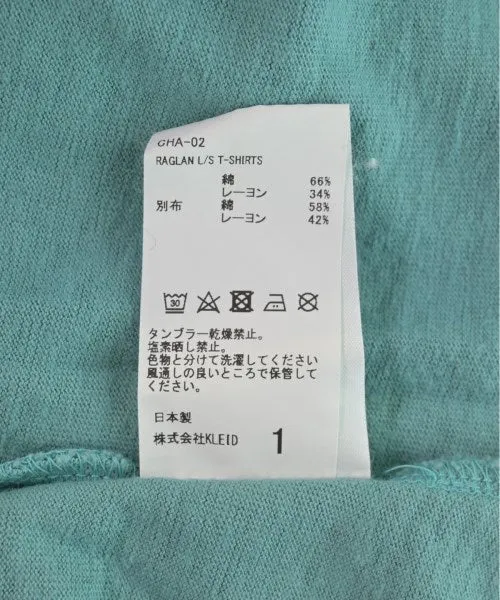 CHA-02
RAGLAN L/S T-SHIRTS
綿 66%
レーヨン 34%
別布 綿 58%
レーヨン 42%
30
タンブラー乾燥禁止。
塩素晒し禁止。
色物と分けて洗濯してください
風通しの良いところで保管して
ください。
日本製
株式会社KLEID 1